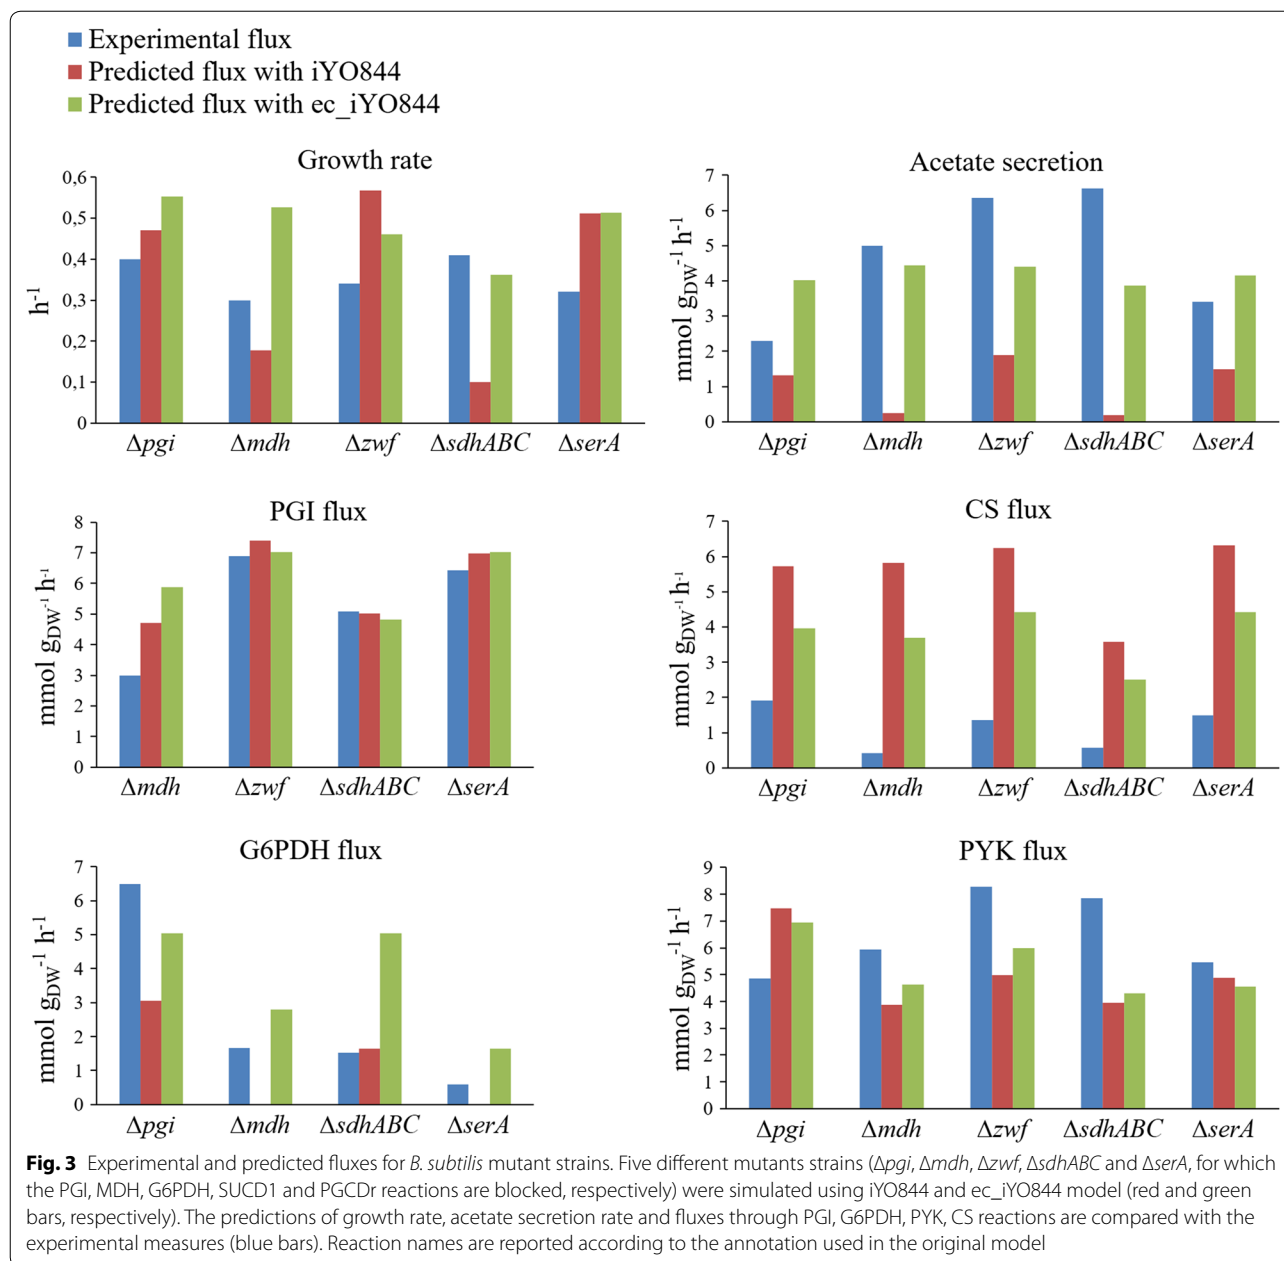 Experimental flux
Predicted flux with iYO844
Predicted flux with ec_iYO844
Growth rate
h⁻¹
0,6
0,5
0,4
0,3
0,2
0,1
0
Δpgi Δmdh Δzwf ΔsdhABC ΔserA
Acetate secretion
mmol gDW⁻¹ h⁻¹
7
6
5
4
3
2
1
0
Δpgi Δmdh Δzwf ΔsdhABC ΔserA
PGI flux
mmol gDW⁻¹ h⁻¹
8
7
6
5
4
3
2
1
0
Δmdh Δzwf ΔsdhABC ΔserA
CS flux
mmol gDW⁻¹ h⁻¹
7
6
5
4
3
2
1
0
Δpgi Δmdh Δzwf ΔsdhABC ΔserA
G6PDH flux
mmol gDW⁻¹ h⁻¹
7
6
5
4
3
2
1
0
Δpgi Δmdh ΔsdhABC ΔserA
PYK flux
mmol gDW⁻¹ h⁻¹
9
8
7
6
5
4
3
2
1
0
Δpgi Δmdh Δzwf ΔsdhABC ΔserA
Fig. 3 Experimental and predicted fluxes for B. subtilis mutant strains. Five different mutants strains (Δpgi, Δmdh, Δzwf, ΔsdhABC and ΔserA, for which
the PGI, MDH, G6PDH, SUCD1 and PGCDr reactions are blocked, respectively) were simulated using iYO844 and ec_iYO844 model (red and green
bars, respectively). The predictions of growth rate, acetate secretion rate and fluxes through PGI, G6PDH, PYK, CS reactions are compared with the
experimental measures (blue bars). Reaction names are reported according to the annotation used in the original model